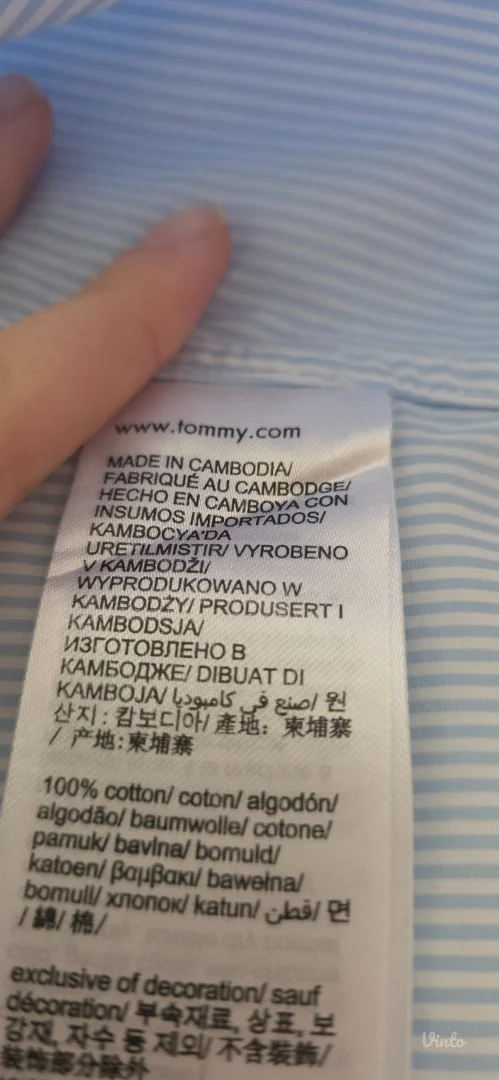 www.tommy.com
MADE IN CAMBODIA/
FABRIQUÉ AU CAMBODGE/
HECHO EN CAMBOYA CON
INSUMOS IMPORTADOS/
KAMBOCYA'DA
URETILMISTIR/ VYROBENO
V KAMBODŽI/
WYPRODUKOWANO W
KAMBODŻY/ PRODUSERT I
KAMBODSJA/
ИЗГОТОВЛЕНО В
КАМБОДЖЕ/ DIBUAT DI
KAMBOJA/ صنع في كامبوديا/ 원
산지: 캄보디아/ 產地: 柬埔寨
/ 产地:柬埔寨
100% cotton/ coton/ algodón/
algodão/ baumwolle/ cotone/
pamuk/ bavlna/ bomuld/
katoen/ βαμβακι/ bawełna/
bomull/ хлопок/ katun/ قطن/ 면
/ 綿/ 棉/
exclusive of decoration/ sauf
décoration/ 부속재료, 상표, 보
강재, 자수 등 제외/ 不含裝飾/
装饰部分除外
Vinto